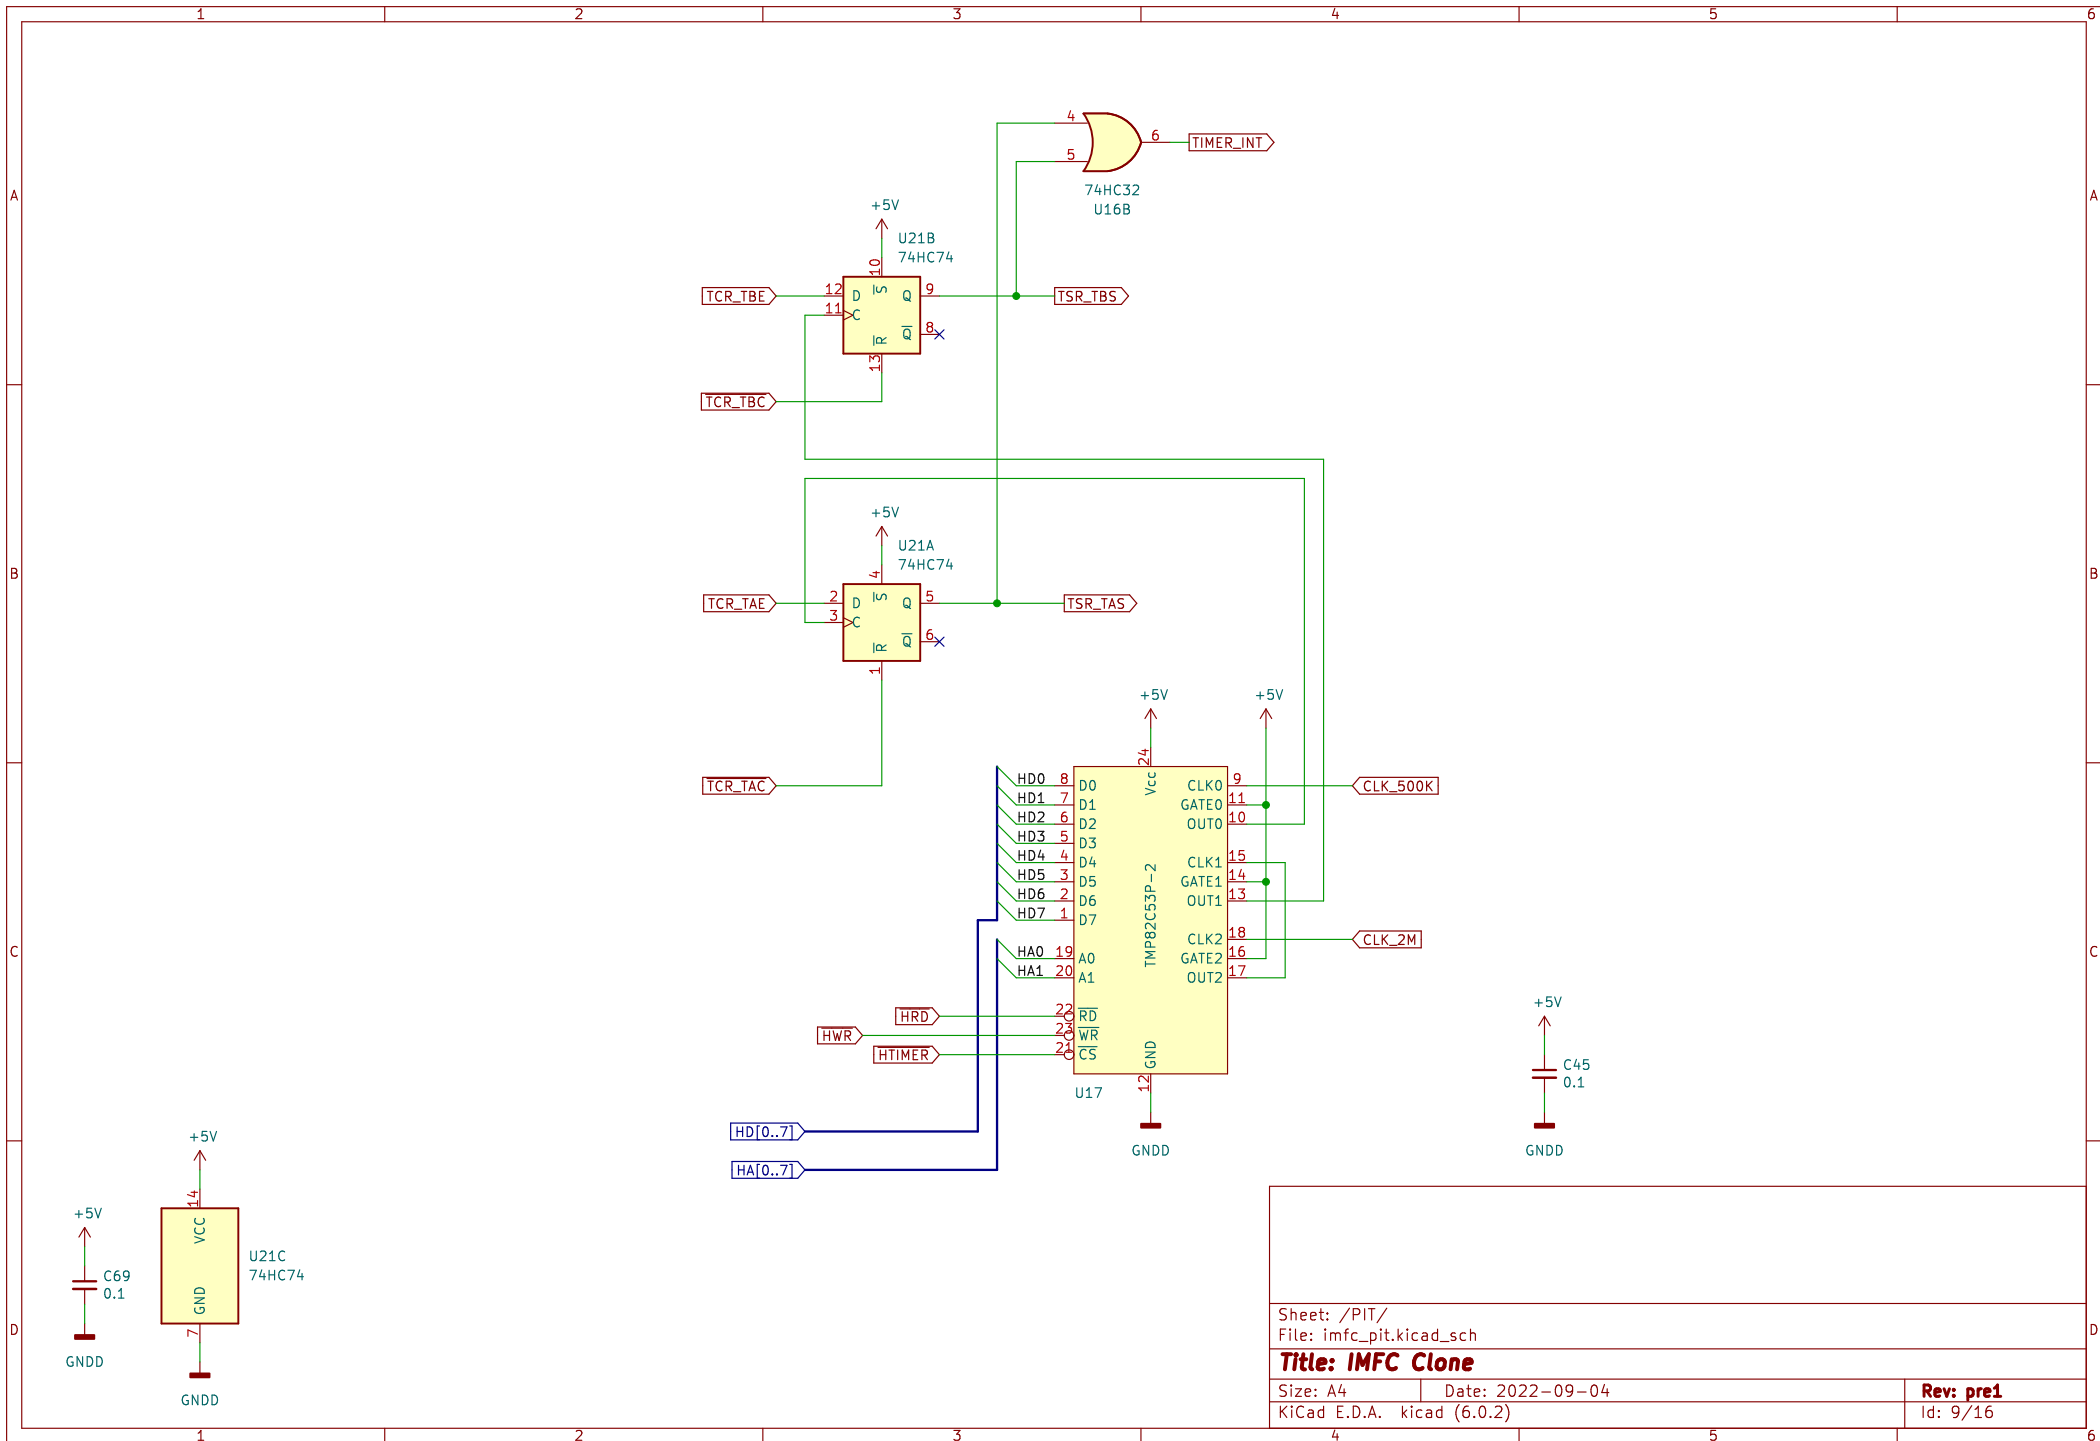 1 2 3 4 5 6
A A
B B
C C
D D
1 2 3 4 5 6
4
5
6
TIMER_INT
74HC32
U16B
+5V
U21B
74HC74
10
TCR_TBE
12 D
S
Q 9
TSR_TBS
11 C
Q 8
R
13
TCR_TBC
+5V
U21A
74HC74
4
TCR_TAE
2 D
S
Q 5
TSR_TAS
3 C
Q 6
R
1
TCR_TAC
+5V
+5V
24
Vcc
HD0 8 D0
HD1 7 D1
HD2 6 D2
HD3 5 D3
HD4 4 D4
HD5 3 D5
HD6 2 D6
HD7 1 D7
HA0 19 A0
HA1 20 A1
HRD 22 RD
HWR 23 WR
HTIMER 21 CS
CLK0 9 CLK_500K
GATE0 11
OUT0 10
CLK1 15
GATE1 14
OUT1 13
CLK2 18 CLK_2M
GATE2 16
OUT2 17
TMP82C53P-2
GND
12
U17
GNDD
HD[0..7]
HA[0..7]
+5V
C45
0.1
GNDD
+5V
C69
0.1
GNDD
+5V
14
VCC
U21C
74HC74
GND
7
GNDD
Sheet: /PIT/
File: imfc_pit.kicad_sch
Title: IMFC Clone
Size: A4 Date: 2022-09-04 Rev: pre1
KiCad E.D.A. kicad (6.0.2) Id: 9/16